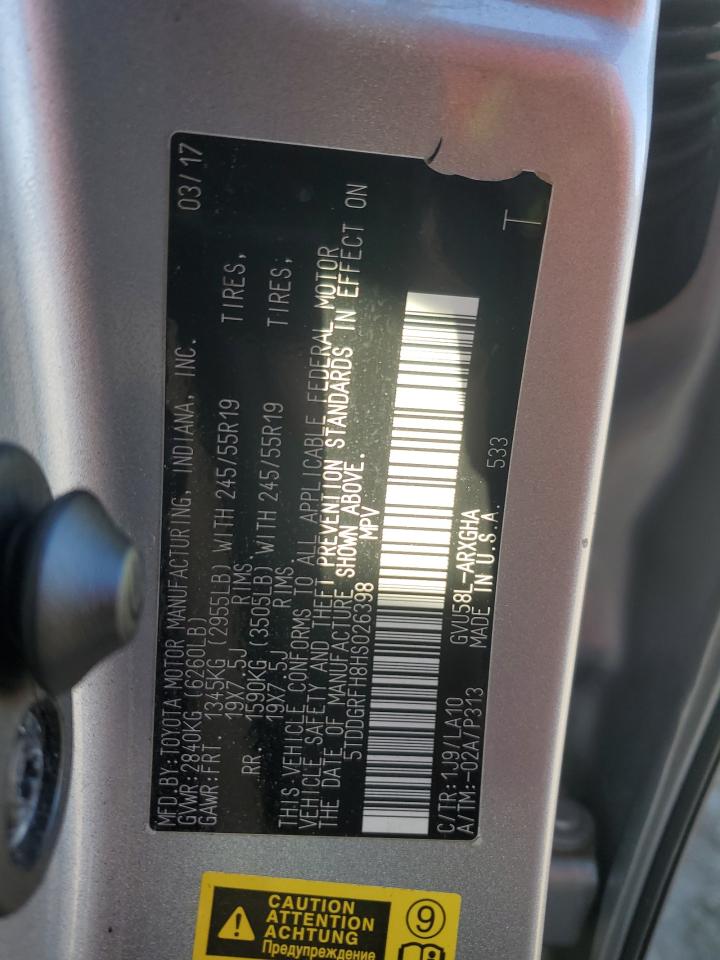 MFD.BY:TOYOTA MOTOR MANUFACTURING, INDIANA, INC. 03/17
GVWR:2840KG (6260LB)
GAWR:FRT. 1345KG (2955LB) WITH 245/55R19 TIRES,
19X7.5J RIMS
RR. 1590KG (3505LB) WITH 245/55R19 TIRES,
19X7.5J RIMS
THIS VEHICLE CONFORMS TO ALL APPLICABLE FEDERAL MOTOR
VEHICLE SAFETY AND THEFT PREVENTION STANDARDS IN EFFECT ON
THE DATE OF MANUFACTURE SHOWN ABOVE.
5TDDGRFH8HS026398 MPV
C/TR:1J9/LA10 GVU58L-ARXGHA
A/TM:-02A/P313 MADE IN U.S.A. 533 T
CAUTION
ATTENTION
ACHTUNG
Предупреждение
9